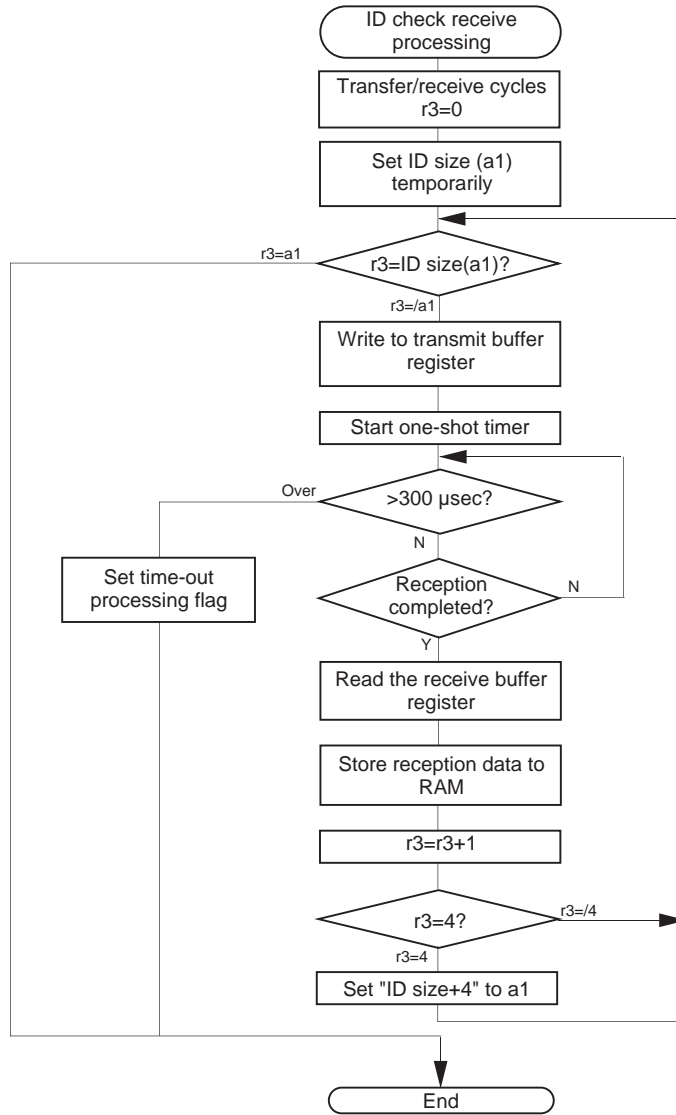 ID check receive
processing
Transfer/receive cycles
r3=0
Set ID size (a1)
temporarily
r3=a1
r3=ID size(a1)?
r3=/a1
Write to transmit buffer
register
Start one-shot timer
Over
>300 µsec?
N
Set time-out
processing flag
Reception
completed?
N
Y
Read the receive buffer
register
Store reception data to
RAM
r3=r3+1
r3=4?
r3=/4
r3=4
Set "ID size+4" to a1
End